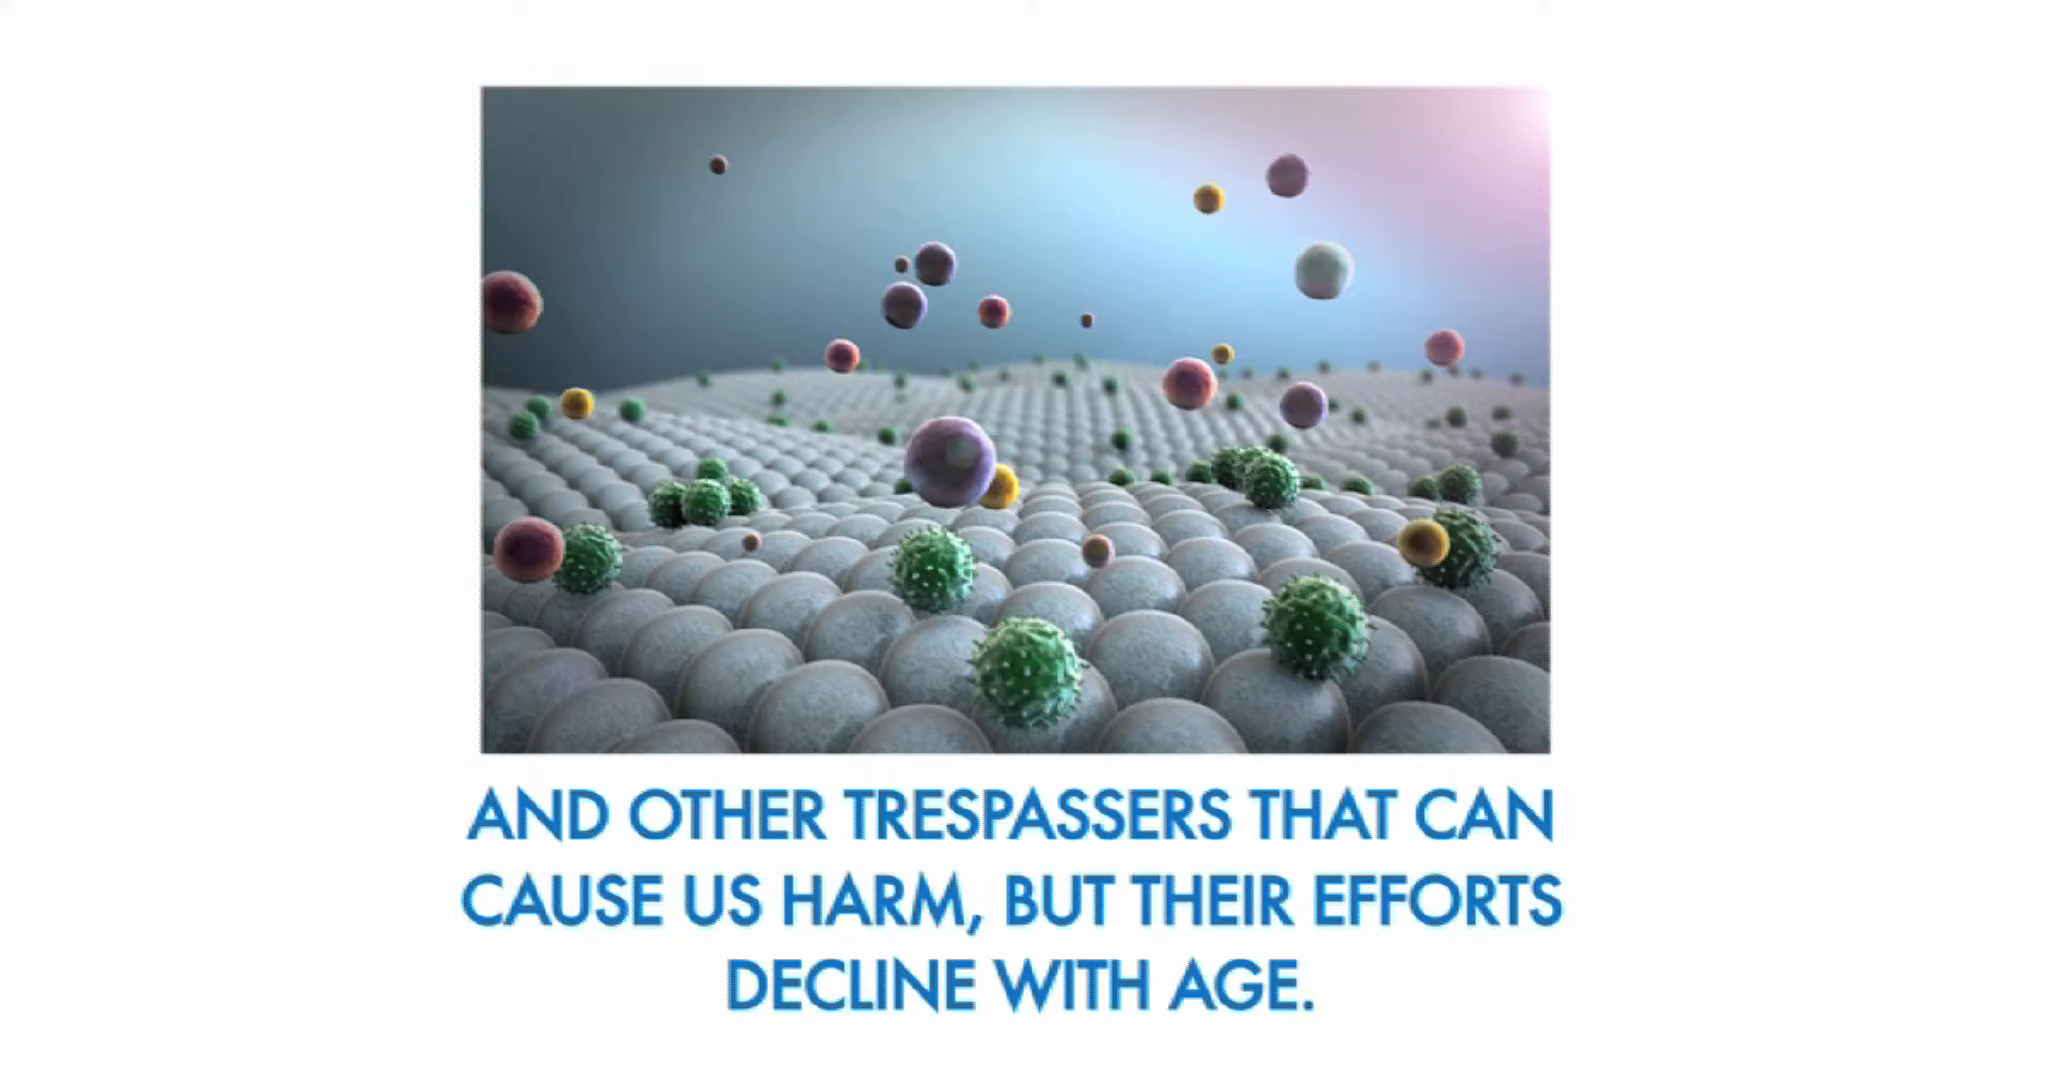 AND OTHER TRESPASSERS THAT CAN
CAUSE US HARM, BUT THEIR EFFORTS
DECLINE WITH AGE.